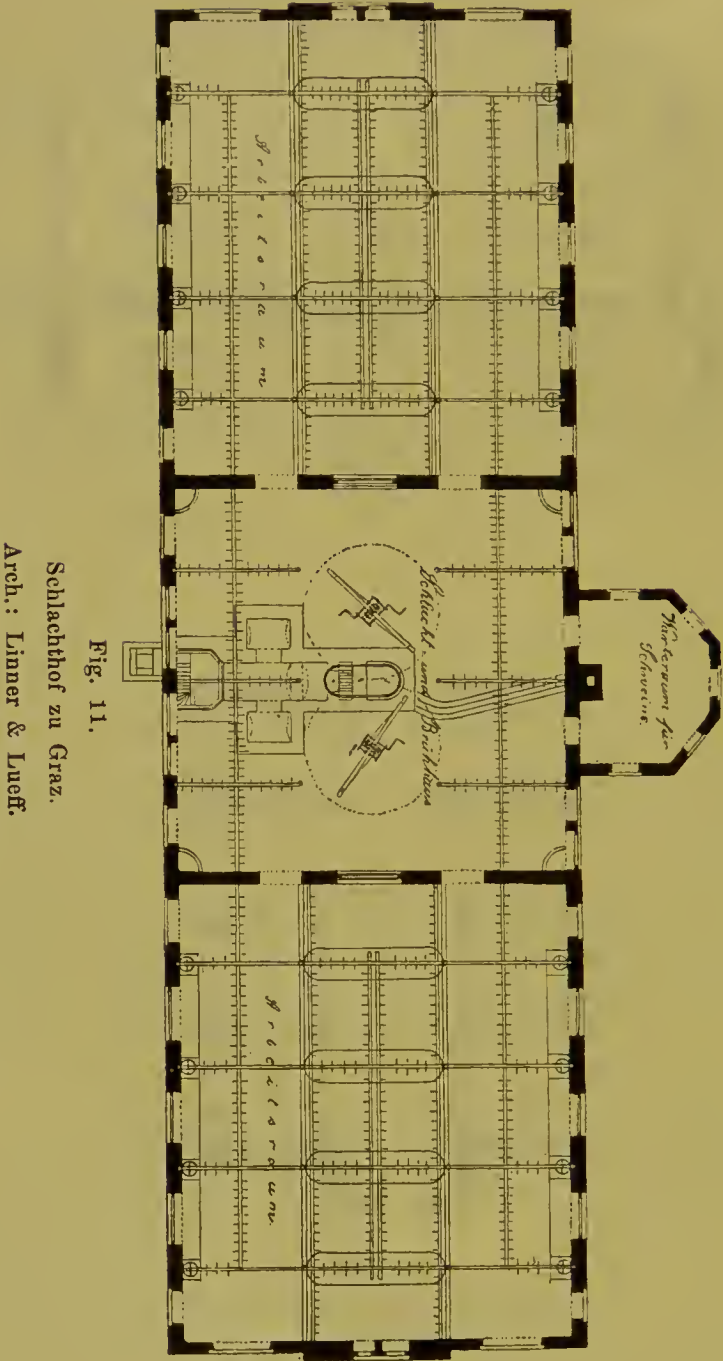 Arbeitsraum
Schlacht- und Brühhaus
Warteraum für
Schweine.
Arbeitsraum.
Fig. 11.
Schlachthof zu Graz.
Arch.: Linner & Lueff.